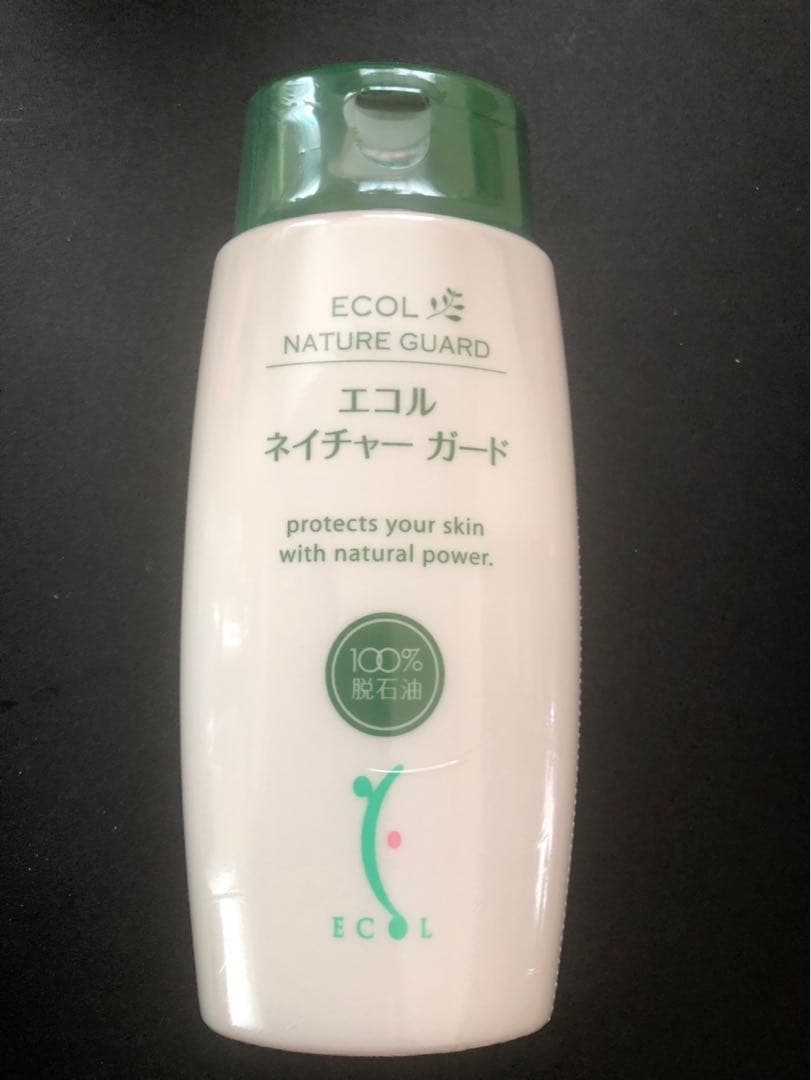 ECOL
NATURE GUARD
エコル
ネイチャー ガード
protects your skin
with natural power.
100%
脱石油
ECOL